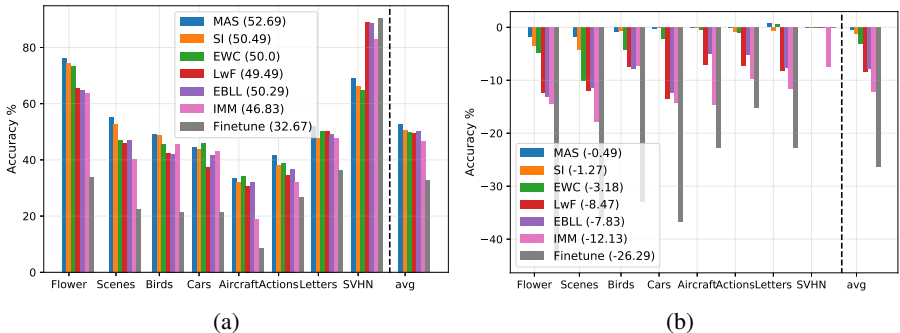 80
60
40
20
0
Accuracy %
MAS (52.69)
SI (50.49)
EWC (50.0)
LwF (49.49)
EBLL (50.29)
IMM (46.83)
Finetune (32.67)
Flower Scenes Birds Cars Aircraft Actions Letters SVHN avg
(a)
0
−10
−20
−30
−40
Accuracy %
MAS (-0.49)
SI (-1.27)
EWC (-3.18)
LwF (-8.47)
EBLL (-7.83)
IMM (-12.13)
Finetune (-26.29)
Flower Scenes Birds Cars Aircraft Actions Letters SVHN avg
(b)